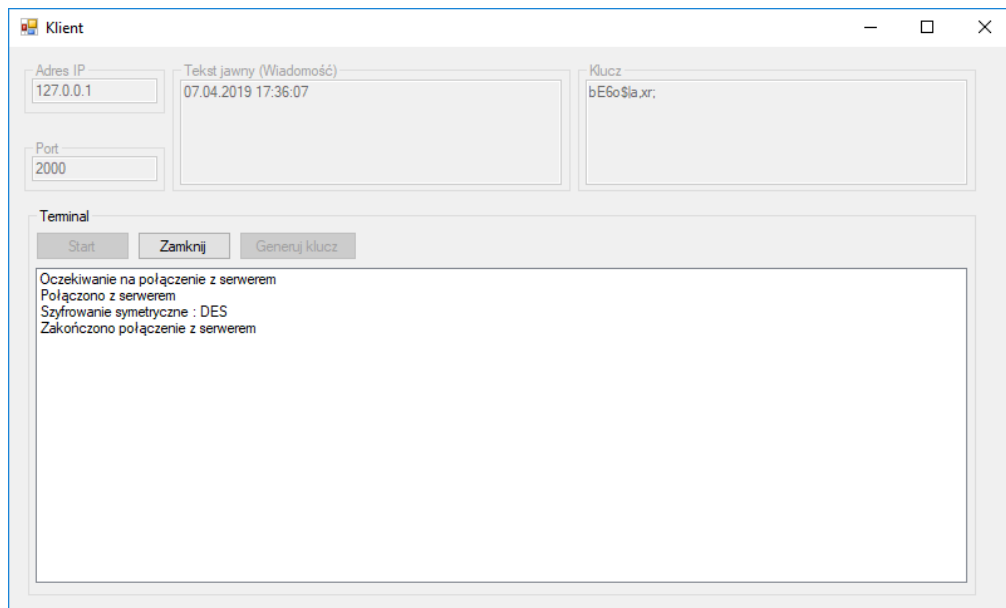 Klient
Adres IP
127.0.0.1
Tekst jawny (Wiadomość)
07.04.2019 17:36:07
Klucz
bE6o$|a,xr;
Port
2000
Terminal
Start
Zamknij
Generuj klucz
Oczekiwanie na połączenie z serwerem
Połączono z serwerem
Szyfrowanie symetryczne : DES
Zakończono połączenie z serwerem